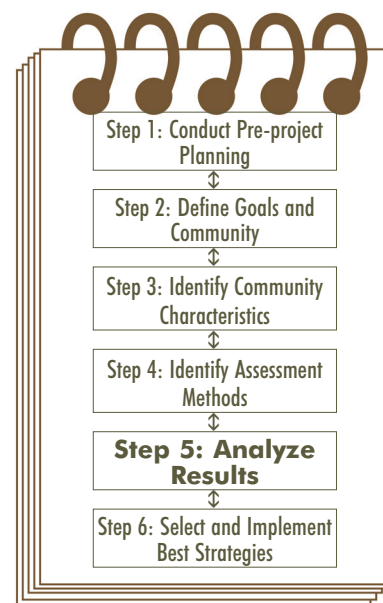 Step 1: Conduct Pre-project
Planning
Step 2: Define Goals and
Community
Step 3: Identify Community
Characteristics
Step 4: Identify Assessment
Methods
Step 5: Analyze
Results
Step 6: Select and Implement
Best Strategies